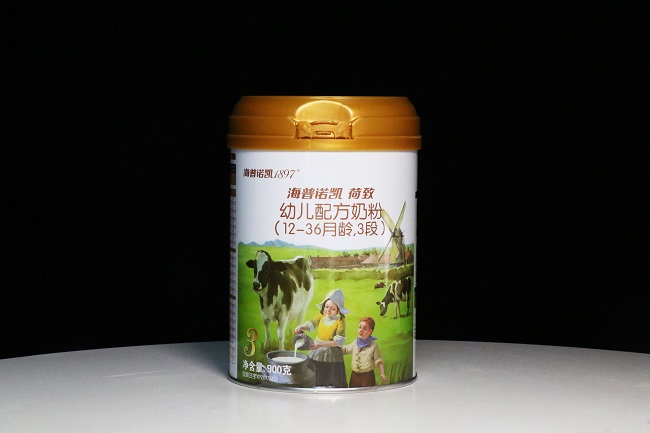 海普诺凯1897
海普诺凯 荷致
幼儿配方奶粉
（12-36月龄,3段）
3
净含量: 900克